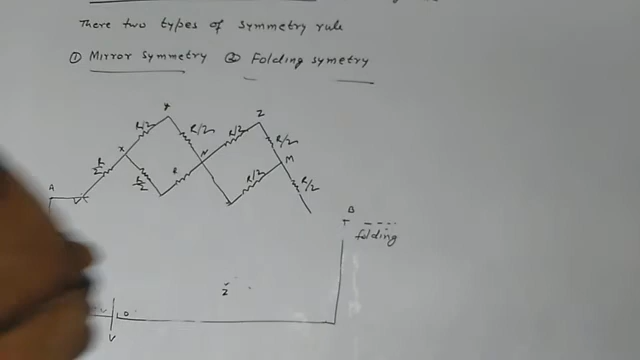 There two types of symmetry rule
① Mirror symmetry ② Folding symetry
Y
Z
R/2
R/2
R/2
R/2
X
N
M
R/2
R/2
R
R/2
R/2
A
B
folding
D
V